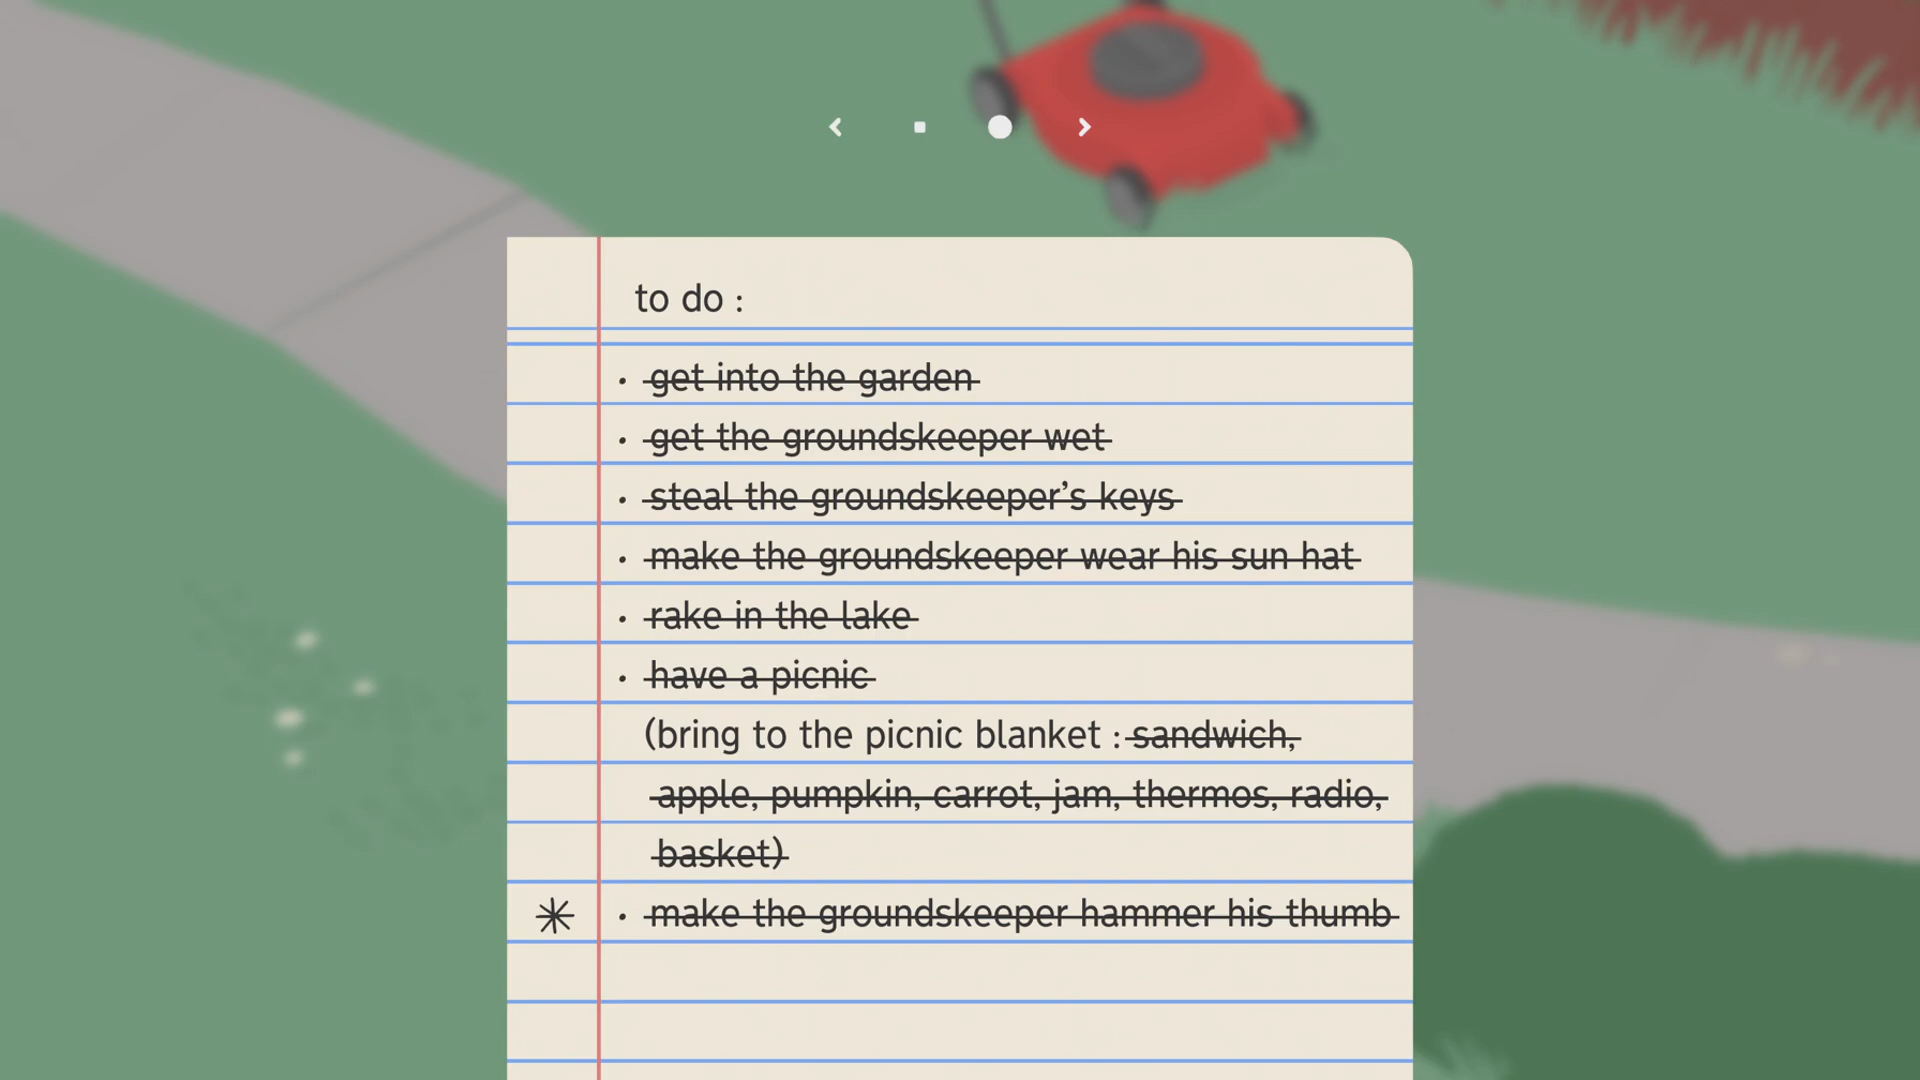 to do :
• get into the garden
• get the groundskeeper wet
• steal the groundskeeper’s keys
• make the groundskeeper wear his sun hat
• rake in the lake
• have a picnic
(bring to the picnic blanket : sandwich,
apple, pumpkin, carrot, jam, thermos, radio,
basket)
• make the groundskeeper hammer his thumb